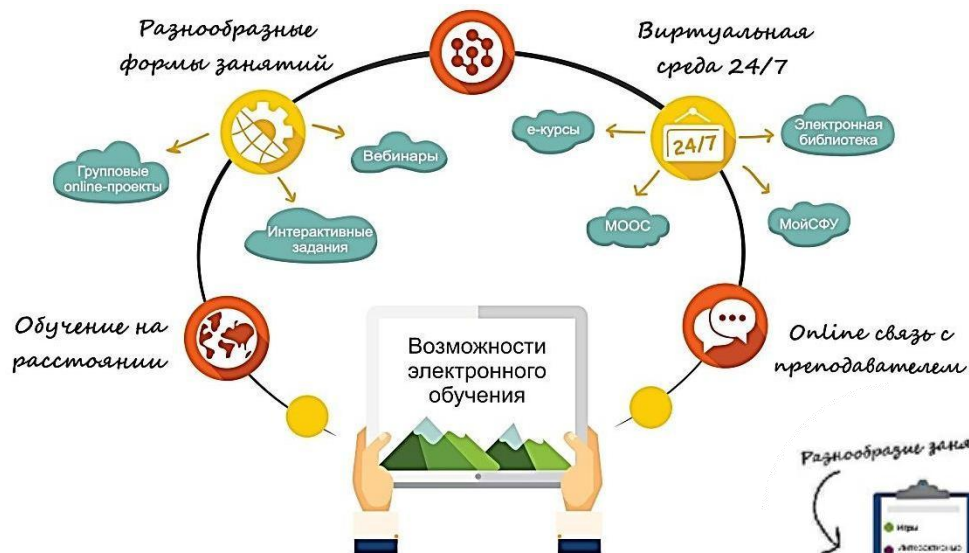 Разнообразные
формы занятий
Виртуальная
среда 24/7
Групповые
online-проекты
Вебинары
Интерактивные
задания
е-курсы
24/7
Электронная
библиотека
МООС
МойСФУ
Обучение на
расстоянии
Возможности
электронного
обучения
Online связь с
преподавателем
Разнообразие
Игры
Интерактивные